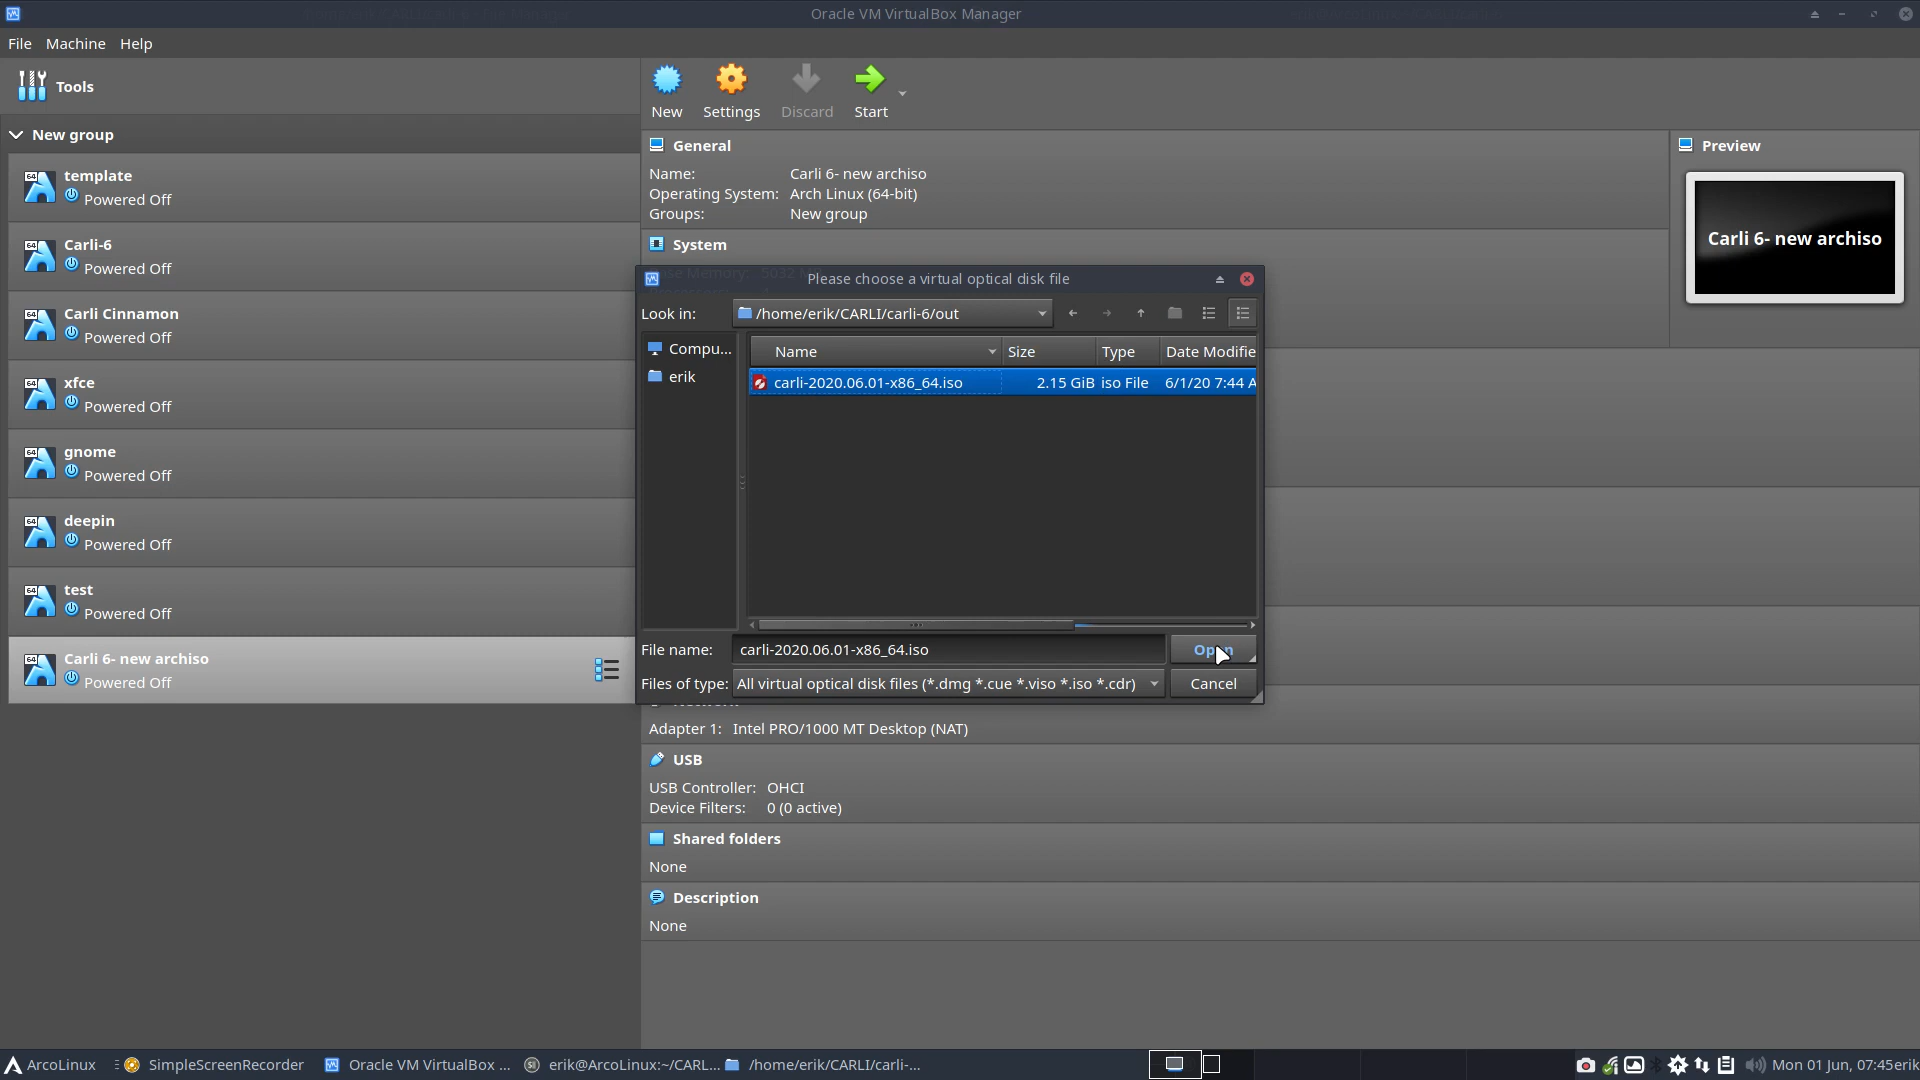 Oracle VM VirtualBox Manager
File Machine Help
Tools
New group
template
Powered Off
Carli-6
Powered Off
Carli Cinnamon
Powered Off
xfce
Powered Off
gnome
Powered Off
deepin
Powered Off
test
Powered Off
Carli 6- new archiso
Powered Off
New Settings Discard Start
General
Name: Carli 6- new archiso
Operating System: Arch Linux (64-bit)
Groups: New group
System
Preview
Carli 6- new archiso
Please choose a virtual optical disk file
Look in: /home/erik/CARLI/carli-6/out
Compu...
erik
Name Size Type Date Modifie
carli-2020.06.01-x86_64.iso 2.15 GiB iso File 6/1/20 7:44 A
File name: carli-2020.06.01-x86_64.iso Open
Files of type: All virtual optical disk files (*.dmg *.cue *.viso *.iso *.cdr) Cancel
Adapter 1: Intel PRO/1000 MT Desktop (NAT)
USB
USB Controller: OHCI
Device Filters: 0 (0 active)
Shared folders
None
Description
None
ArcoLinux SimpleScreenRecorder Oracle VM VirtualBox ... erik@ArcoLinux:~/CARL... /home/erik/CARLI/carli-... Mon 01 Jun, 07:45erik